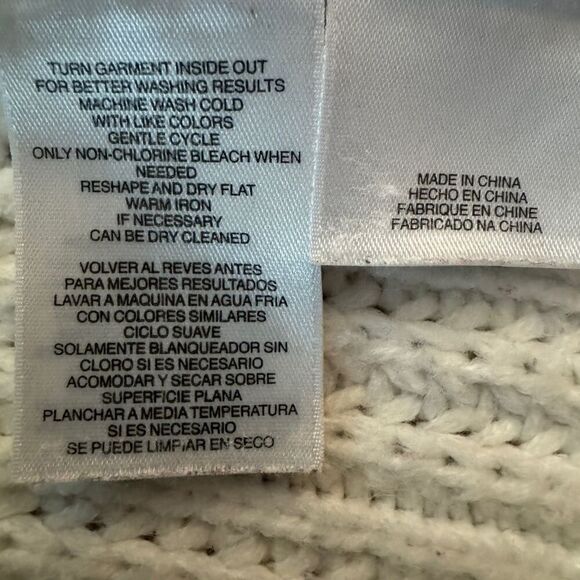 TURN GARMENT INSIDE OUT
FOR BETTER WASHING RESULTS
MACHINE WASH COLD
WITH LIKE COLORS
GENTLE CYCLE
ONLY NON-CHLORINE BLEACH WHEN
NEEDED
RESHAPE AND DRY FLAT
WARM IRON
IF NECESSARY
CAN BE DRY CLEANED
VOLVER AL REVES ANTES
PARA MEJORES RESULTADOS
LAVAR A MAQUINA EN AGUA FRIA
CON COLORES SIMILARES
CICLO SUAVE
SOLAMENTE BLANQUEADOR SIN
CLORO SI ES NECESARIO
ACOMODAR Y SECAR SOBRE
SUPERFICIE PLANA
PLANCHAR A MEDIA TEMPERATURA
SI ES NECESARIO
SE PUEDE LIMPIAR EN SECO
MADE IN CHINA
HECHO EN CHINA
FABRIQUE EN CHINE
FABRICADO NA CHINA